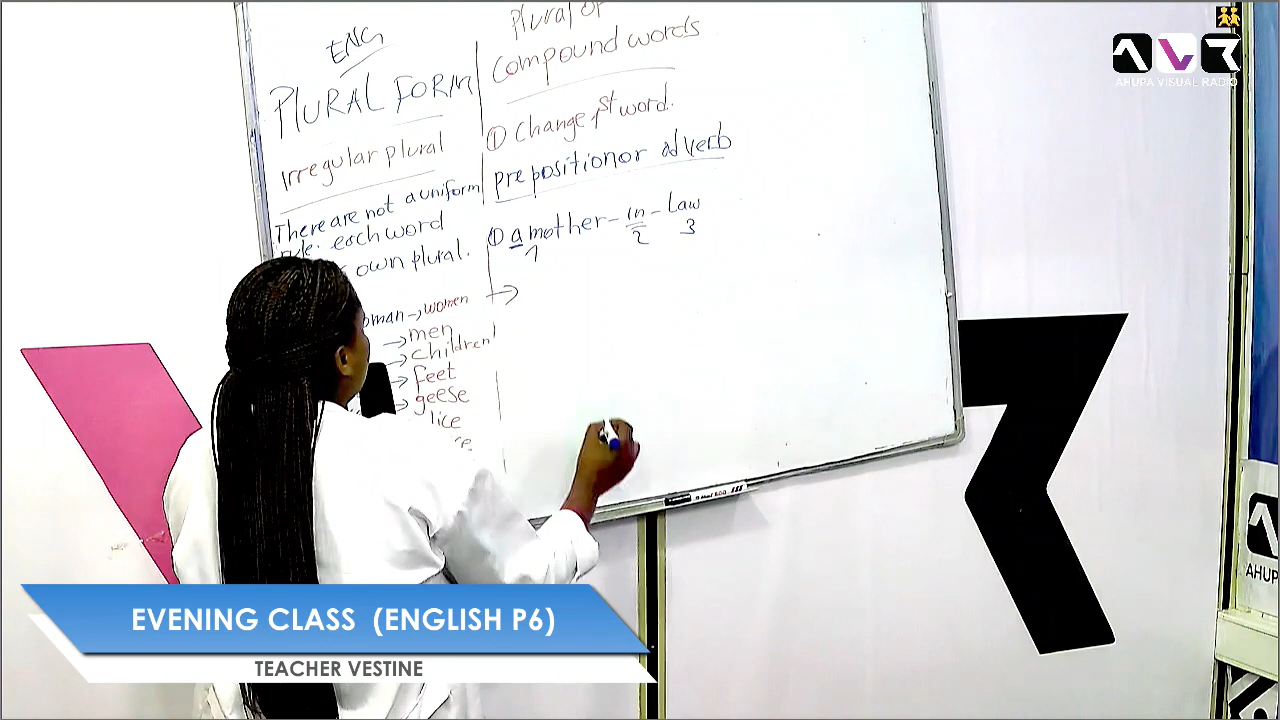 ENG
PLURAL FORM
Irregular plural
There are not a uniform
rule: each word
own plural.
woman → women
→ men
→ children
→ feet
→ geese
lice
Plural of
compound words
① Change 1st word.
preposition or adverb
① a mother-in-Law
1 2 3
→
AHUPA VISUAL RADIO
AHUPA
EVENING CLASS (ENGLISH P6)
TEACHER VESTINE